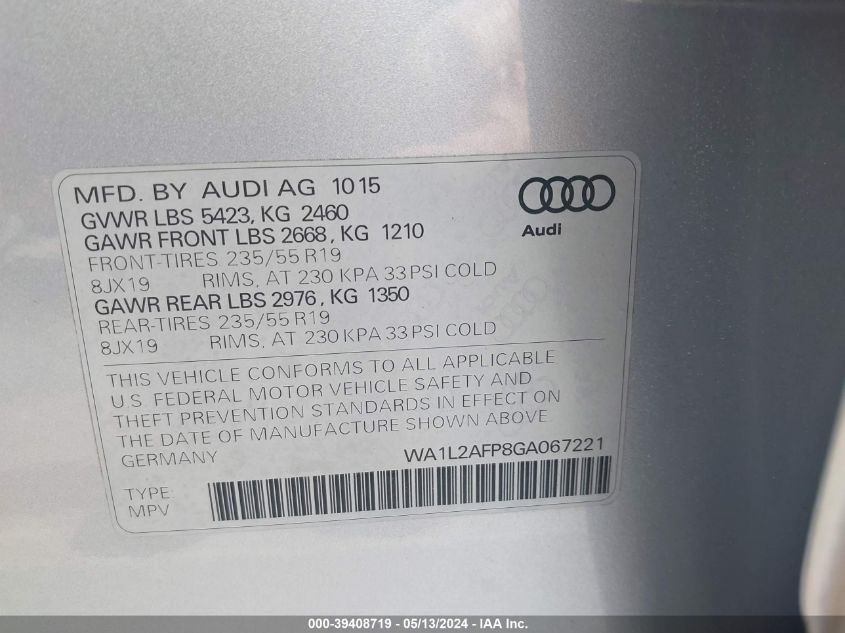 MFD. BY AUDI AG 1015
GVWR LBS 5423, KG 2460
GAWR FRONT LBS 2668, KG 1210
FRONT-TIRES 235/55 R19
8JX19 RIMS, AT 230 KPA 33 PSI COLD
GAWR REAR LBS 2976, KG 1350
REAR-TIRES 235/55 R19
8JX19 RIMS, AT 230 KPA 33 PSI COLD
Audi
THIS VEHICLE CONFORMS TO ALL APPLICABLE
U.S. FEDERAL MOTOR VEHICLE SAFETY AND
THEFT PREVENTION STANDARDS IN EFFECT ON
THE DATE OF MANUFACTURE SHOWN ABOVE
GERMANY WA1L2AFP8GA067221
TYPE:
MPV
000-39408719 - 05/13/2024 - IAA Inc.